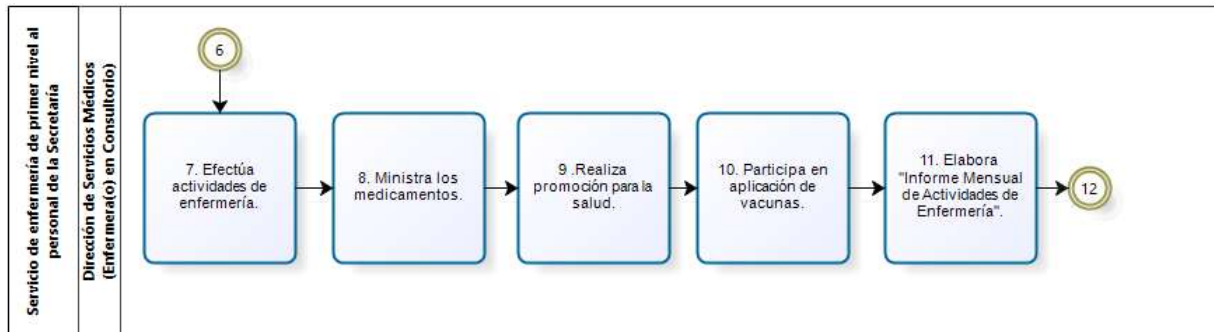 Servicio de enfermería de primer nivel al
personal de la Secretaría
Dirección de Servicios Médicos
(Enfermera(o) en Consultorio)
6
7. Efectúa
actividades de
enfermería.
8. Ministra los
medicamentos.
9 .Realiza
promoción para la
salud.
10. Participa en
aplicación de
vacunas.
11. Elabora
"Informe Mensual
de Actividades de
Enfermería".
12